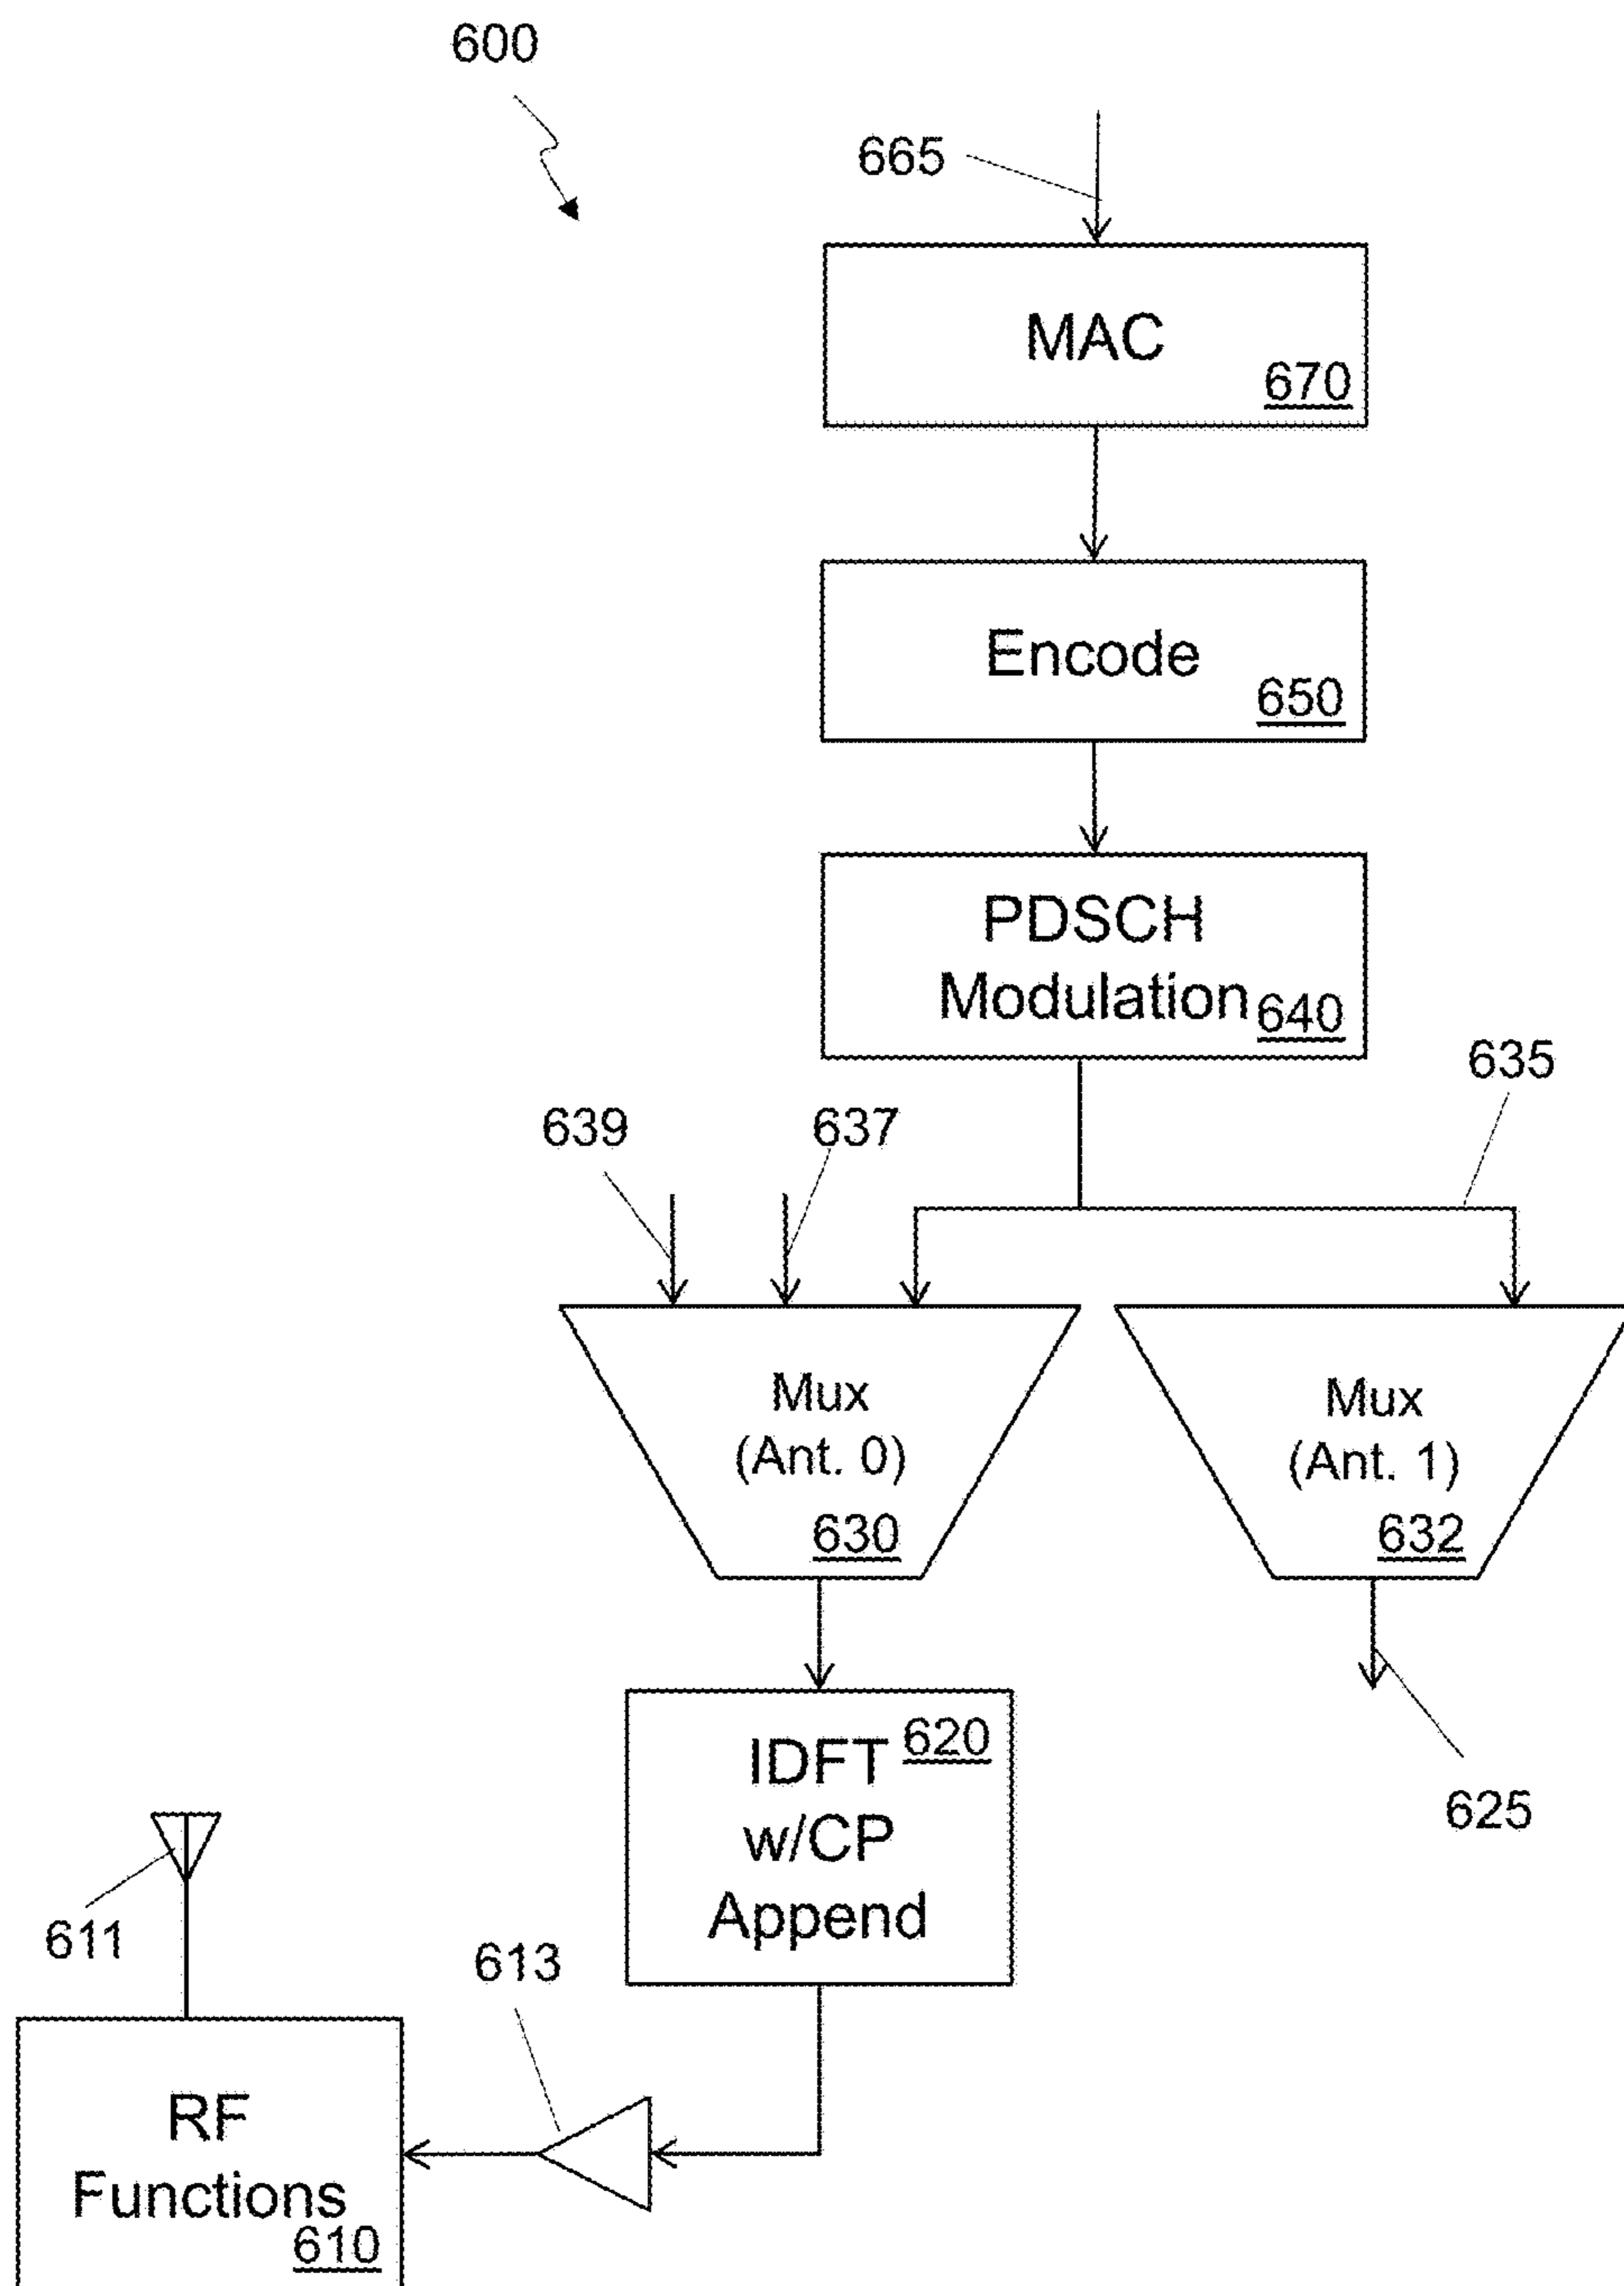 600
665
MAC
670
Encode
650
PDSCH
Modulation
640
635
639
637
Mux
(Ant. 0)
630
Mux
(Ant. 1)
632
620
IDFT
w/CP
Append
625
611
613
RF
Functions
610